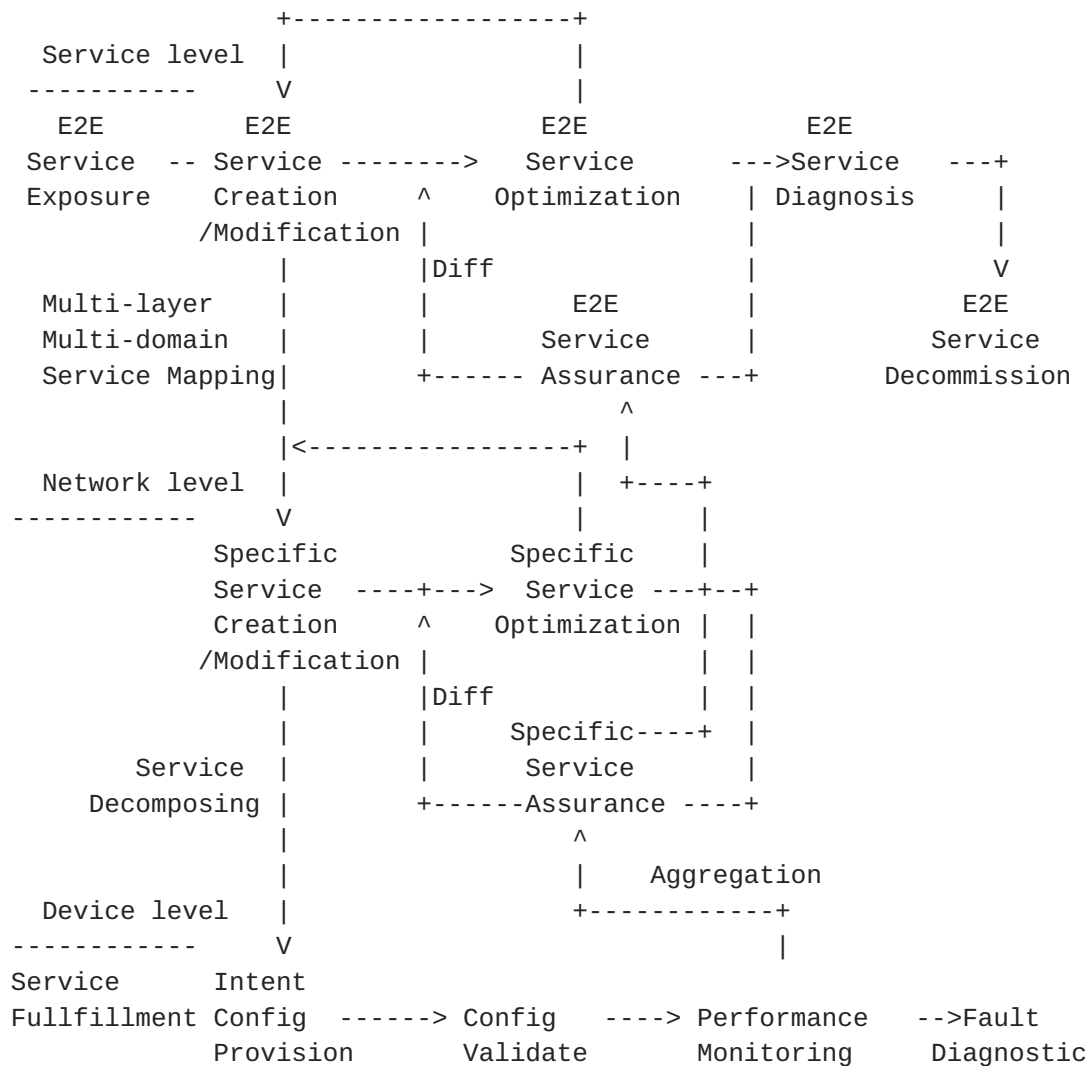 +------------------+
  Service level  |                  |
 -----------     V                  |
   E2E         E2E                E2E              E2E
 Service  -- Service -------->   Service      --->Service   ---+
 Exposure    Creation     ^    Optimization    | Diagnosis     |
            /Modification |                    |               |
                 |        |Diff                |               V
  Multi-layer    |        |         E2E        |             E2E
  Multi-domain   |        |       Service      |           Service
  Service Mapping|        +------ Assurance ---+        Decommission
                 |                     ^
                 |<-----------------+  |
  Network level  |                  |  +----+
------------     V                  |       |
             Specific           Specific    |
             Service  ----+--->  Service ---+--+
             Creation     ^    Optimization |  |
            /Modification |                 |  |
                 |        |Diff             |  |
                 |        |     Specific----+  |
        Service  |        |      Service       |
     Decomposing |        +------Assurance ----+
                 |                  ^
                 |                  |    Aggregation
  Device level   |                  +------------+
------------     V                               |
Service      Intent
Fullfillment Config  ------> Config   ----> Performance   -->Fault
             Provision       Validate       Monitoring     Diagnostic